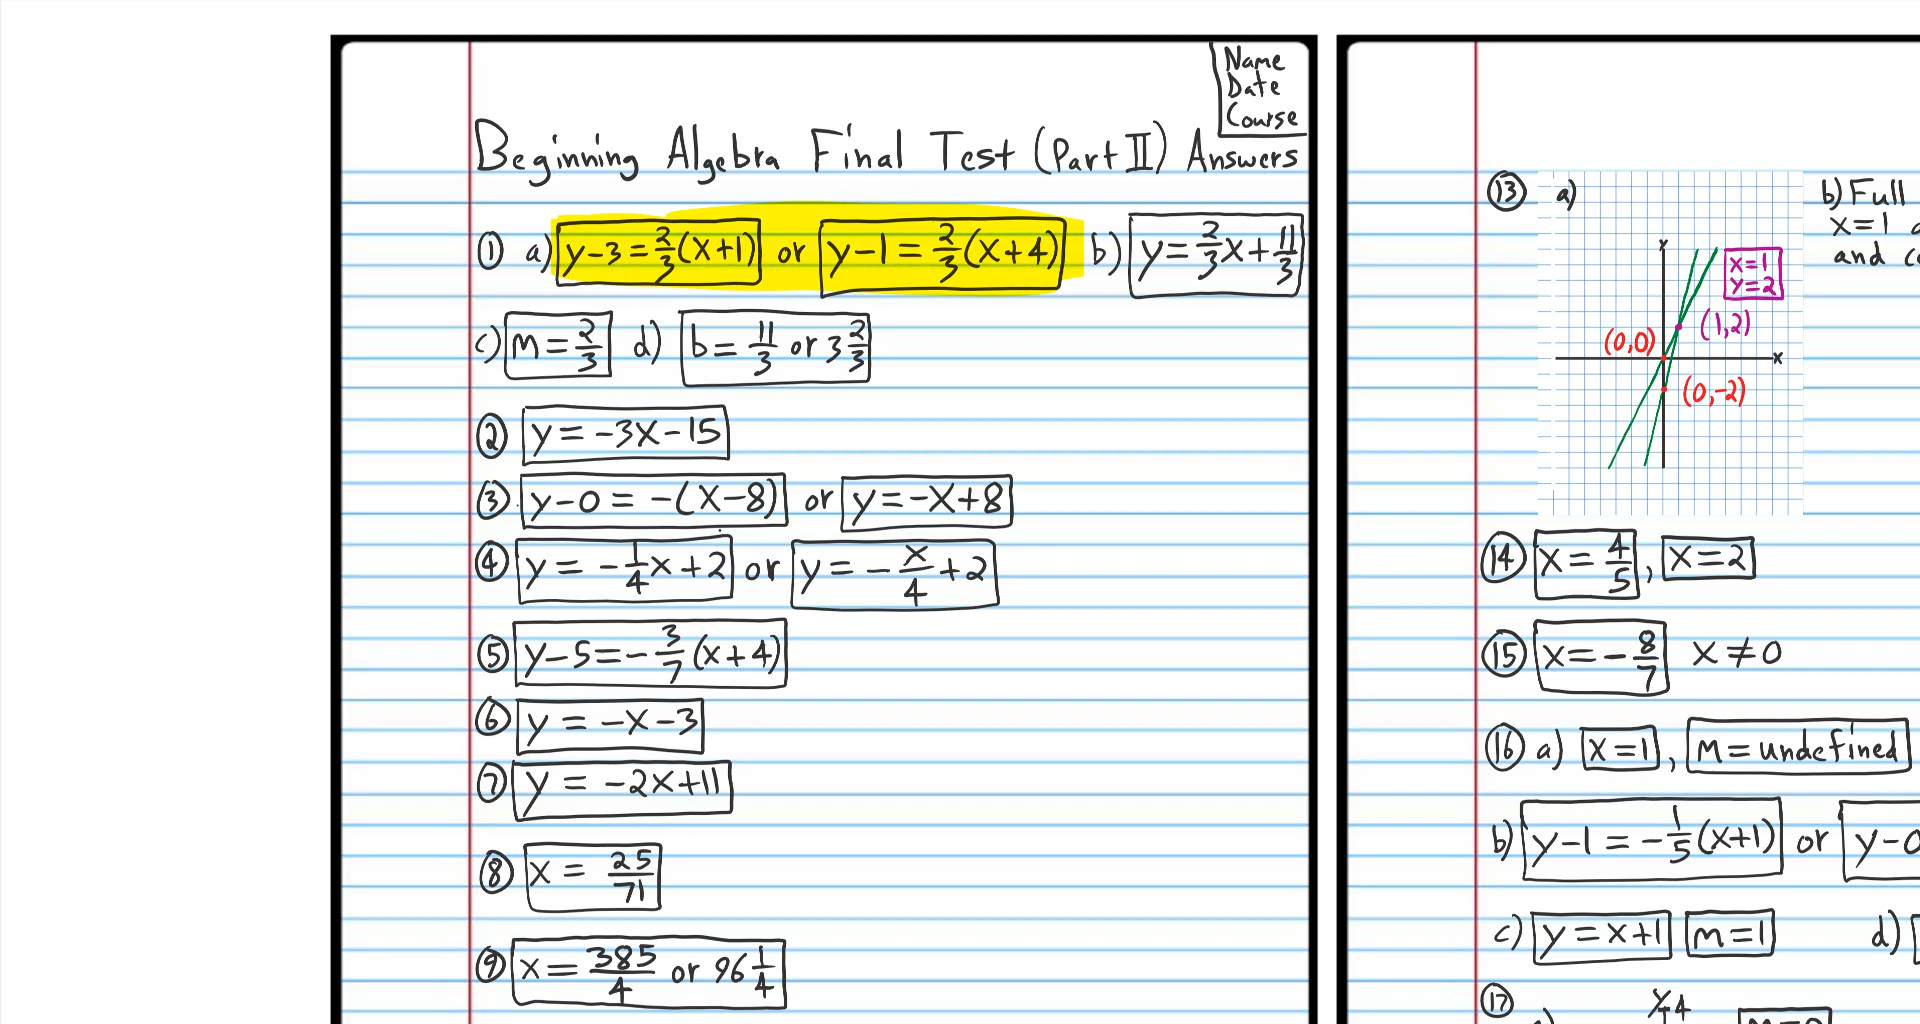 Name
Date
Course
Beginning Algebra Final Test (Part II) Answers
① a) y-3=2/3(x+1) or y-1=2/3(x+4) b) y=2/3x+11/3
c) m=2/3 d) b=11/3 or 3 2/3
② y=-3x-15
③ y-0=-(x-8) or y=-x+8
④ y=-1/4x+2 or y=-x/4+2
⑤ y-5=-3/7(x+4)
⑥ y=-x-3
⑦ y=-2x+11
⑧ x=25/71
⑨ x=385/4 or 96 1/4
⑬ a) b) Full
x=1
and
y
x=1
y=2
(1,2)
(0,0)
x
(0,-2)
⑭ x=4/5, x=2
⑮ x=-8/7 x≠0
⑯ a) x=1, m=undefined
b) y-1=-1/5(x+1) or y-0
c) y=x+1 m=1 d)
⑰